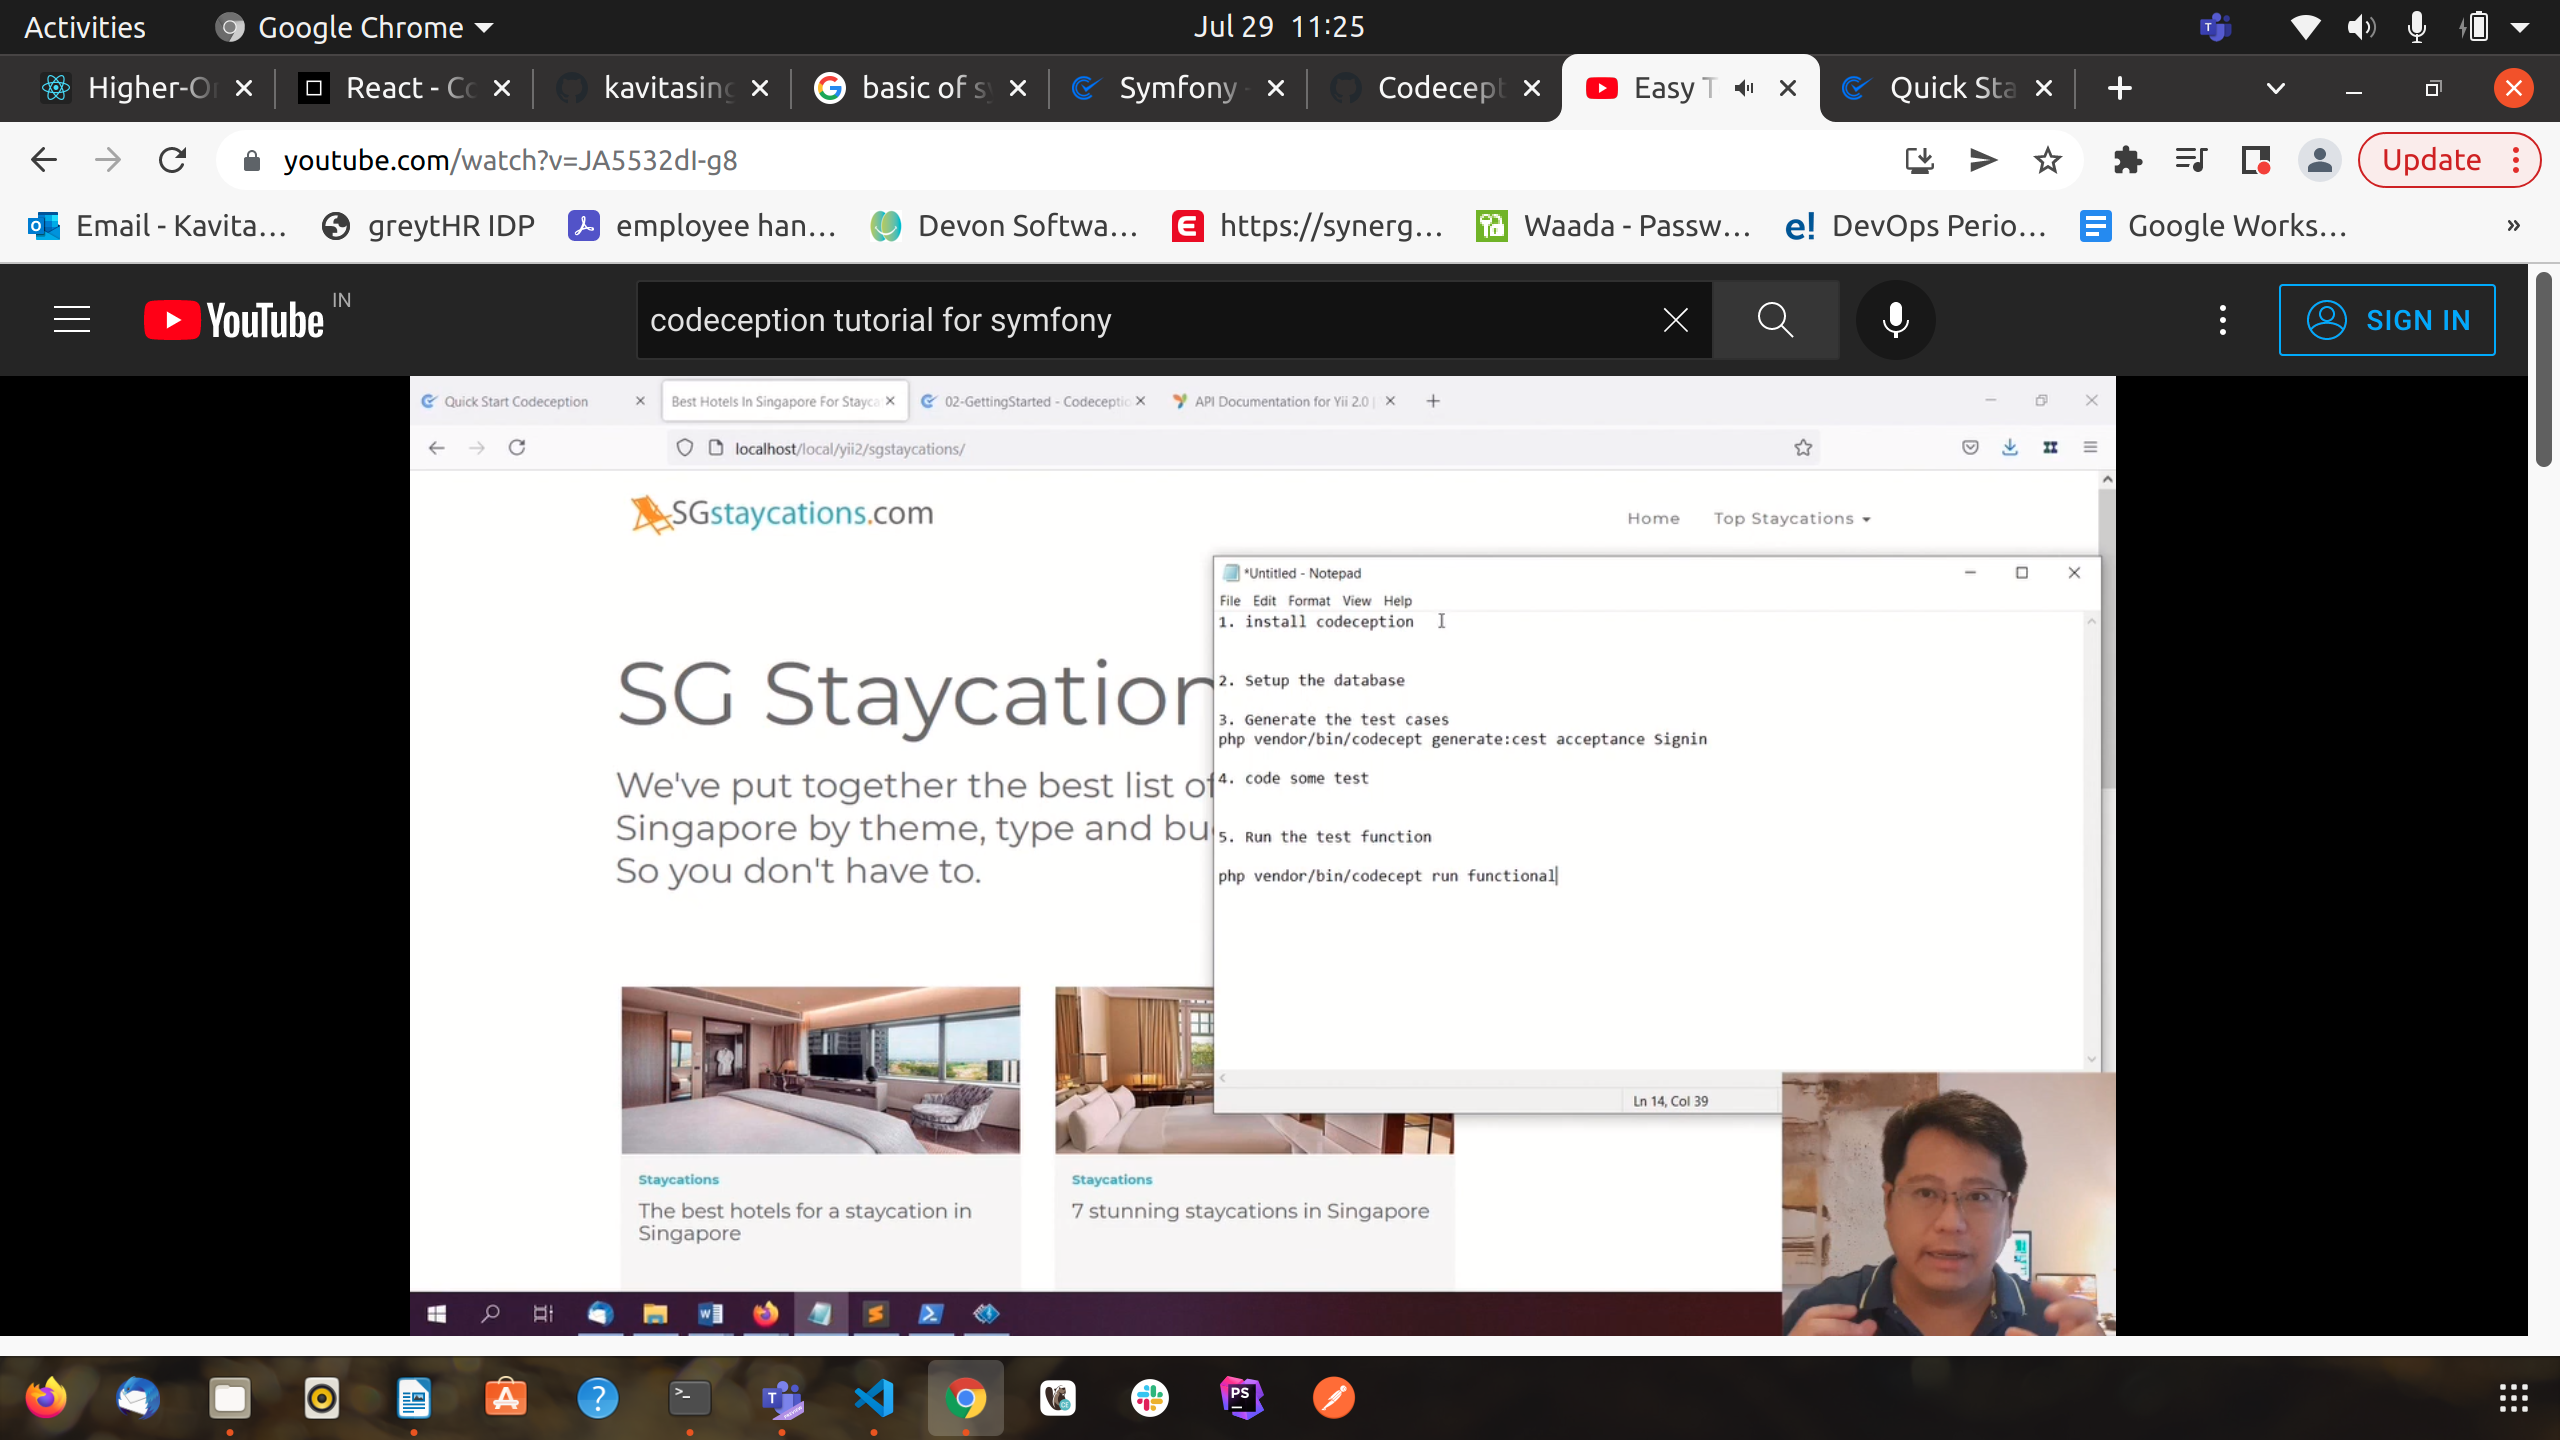 Activities
Google Chrome
Jul 29 11:25
Higher-Or
React - Co
kavitasing
basic of sy
Symfony -
Codecept
Easy T
Quick Sta
youtube.com/watch?v=JA5532dI-g8
Update
Email - Kavita…
greytHR IDP
employee han…
Devon Softwa…
https://synerg…
Waada - Passw…
DevOps Perio…
Google Works…
»
YouTube IN
codeception tutorial for symfony
SIGN IN
Quick Start Codeception
Best Hotels In Singapore For Stayca
02-GettingStarted - Codeceptio
API Documentation for Yii 2.0 |
localhost/local/yii2/sgstaycations/
SGstaycations.com
Home
Top Staycations
*Untitled - Notepad
File Edit Format View Help
1. install codeception
2. Setup the database
3. Generate the test cases
php vendor/bin/codecept generate:cest acceptance Signin
4. code some test
5. Run the test function
php vendor/bin/codecept run functional
Ln 14, Col 39
SG Staycation
We've put together the best list of
Singapore by theme, type and bu
So you don't have to.
Staycations
The best hotels for a staycation in
Singapore
Staycations
7 stunning staycations in Singapore